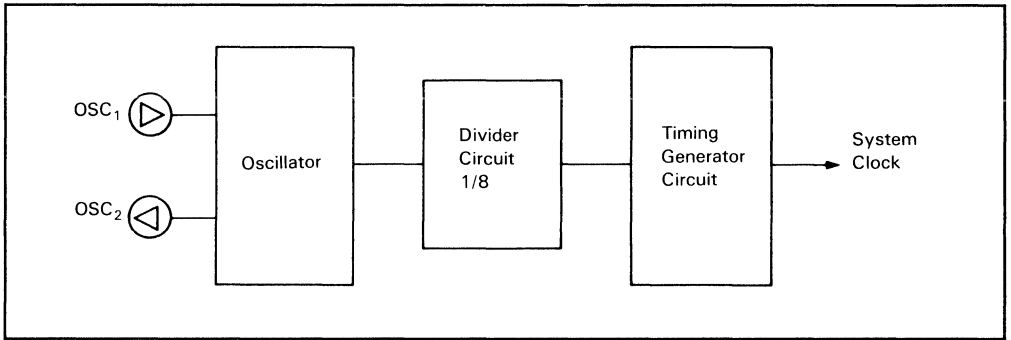 OSC₁
OSC₂
Oscillator
Divider
Circuit
1/8
Timing
Generator
Circuit
System
Clock